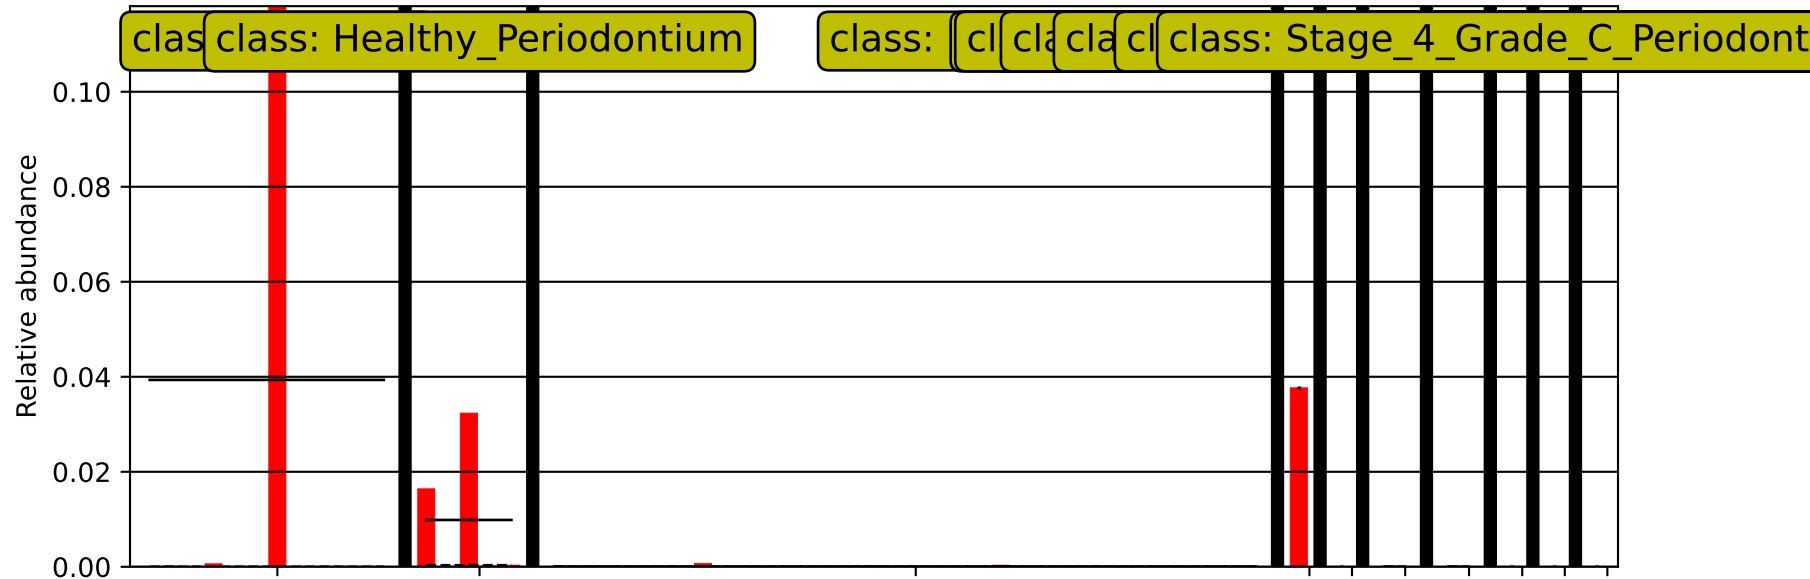 clas
class: Healthy_Periodontium
class:
cl
cla
cla
cl
class: Stage_4_Grade_C_Periodont
0.10
0.08
0.06
0.04
0.02
0.00
Relative abundance